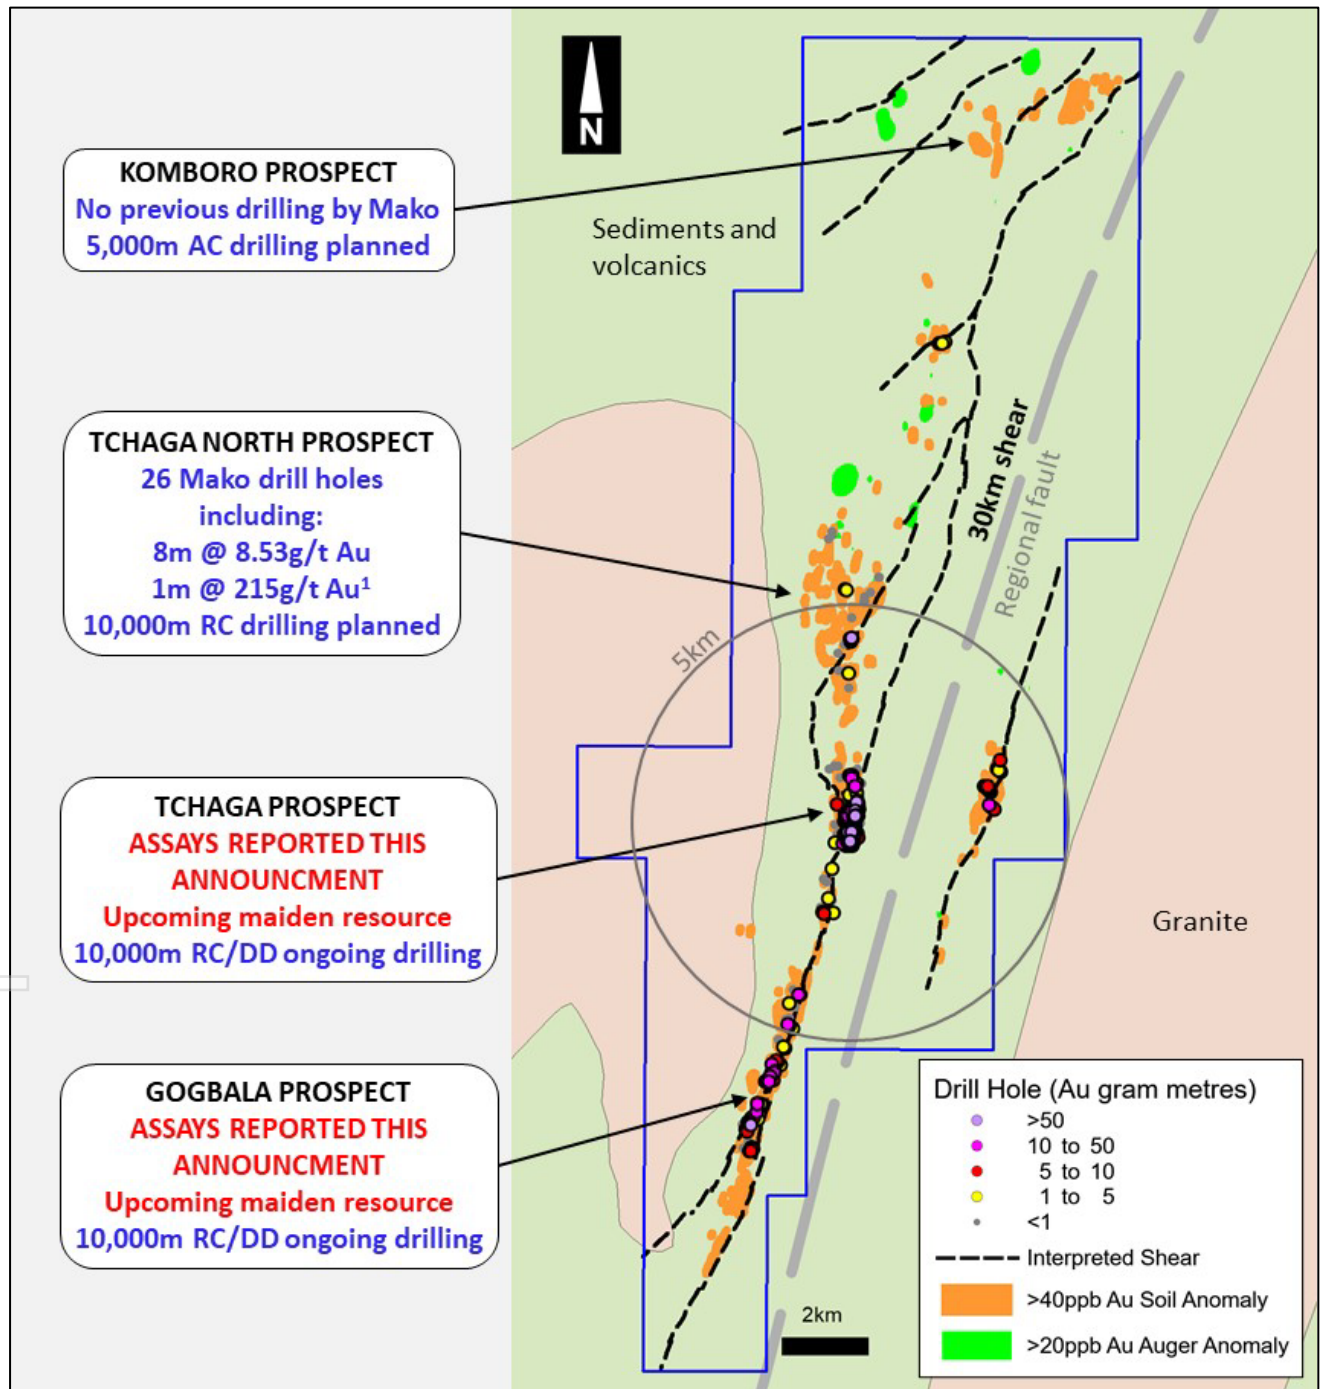 N
KOMBORO PROSPECT
No previous drilling by Mako
5,000m AC drilling planned
Sediments and
volcanics
TCHAGA NORTH PROSPECT
26 Mako drill holes
including:
8m @ 8.53g/t Au
1m @ 215g/t Au¹
10,000m RC drilling planned
30km shear
Regional fault
5km
TCHAGA PROSPECT
ASSAYS REPORTED THIS
ANNOUNCMENT
Upcoming maiden resource
10,000m RC/DD ongoing drilling
Granite
GOGBALA PROSPECT
ASSAYS REPORTED THIS
ANNOUNCMENT
Upcoming maiden resource
10,000m RC/DD ongoing drilling
2km
Drill Hole (Au gram metres)
>50
10 to 50
5 to 10
1 to 5
<1
Interpreted Shear
>40ppb Au Soil Anomaly
>20ppb Au Auger Anomaly